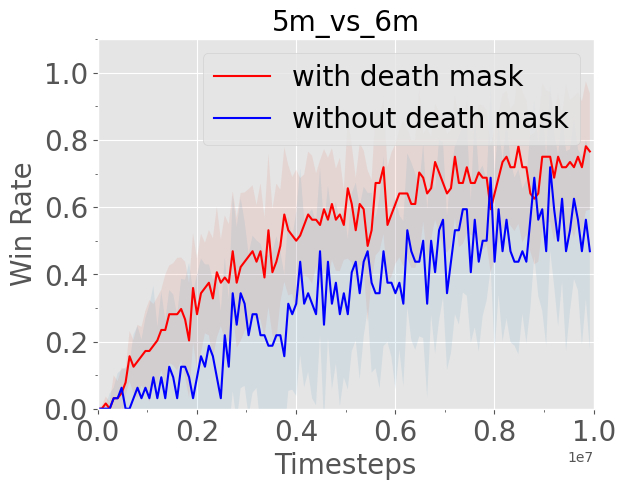 5m_vs_6m
with death mask
without death mask
Win Rate
1.0
0.8
0.6
0.4
0.2
0.0
0.0 0.2 0.4 0.6 0.8 1.0
1e7
Timesteps